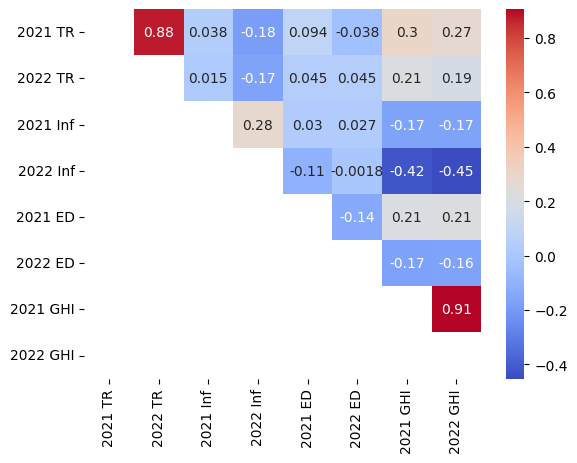 2021 TR 0.88 0.038 -0.18 0.094 -0.038 0.3 0.27
2022 TR 0.015 -0.17 0.045 0.045 0.21 0.19
2021 Inf 0.28 0.03 0.027 -0.17 -0.17
2022 Inf -0.11 -0.0018 -0.42 -0.45
2021 ED -0.14 0.21 0.21
2022 ED -0.17 -0.16
2021 GHI 0.91
2022 GHI
2021 TR
2022 TR
2021 Inf
2022 Inf
2021 ED
2022 ED
2021 GHI
2022 GHI
0.8
0.6
0.4
0.2
0.0
−0.2
−0.4